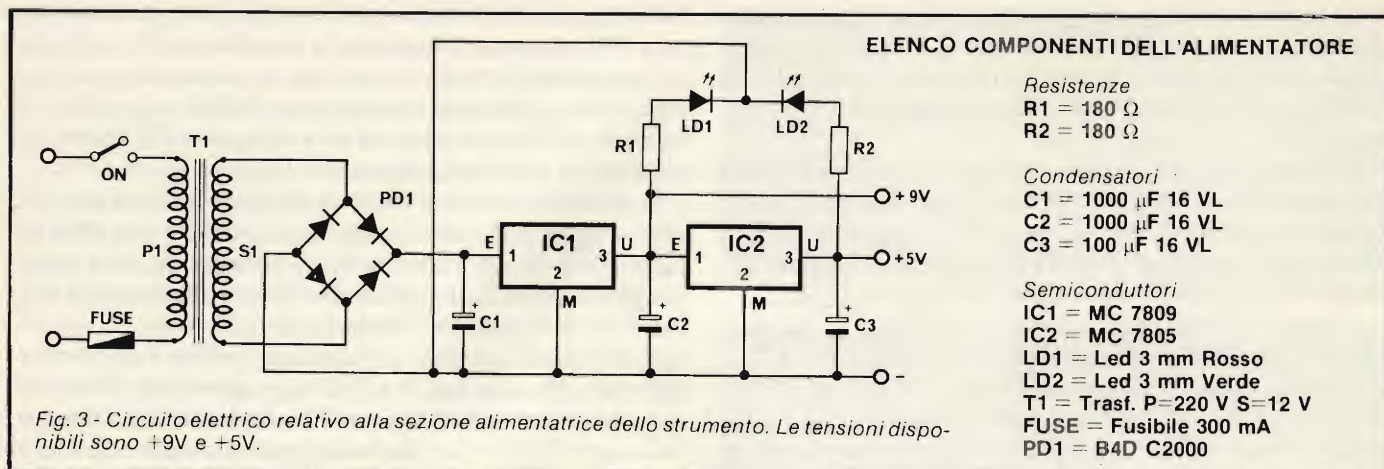 ELENCO COMPONENTI DELL'ALIMENTATORE
Resistenze
R1 = 180 Ω
R2 = 180 Ω
Condensatori
C1 = 1000 μF 16 VL
C2 = 1000 μF 16 VL
C3 = 100 μF 16 VL
Semiconduttori
IC1 = MC 7809
IC2 = MC 7805
LD1 = Led 3 mm Rosso
LD2 = Led 3 mm Verde
T1 = Trasf. P=220 V S=12 V
FUSE = Fusibile 300 mA
PD1 = B4D C2000
ON
T1
P1
S1
FUSE
PD1
LD1
LD2
R1
R2
+9V
E
IC1
U
1
2
3
M
E
IC2
U
1
2
3
M
+5V
+
C1
+
C2
+
C3
-
Fig. 3 - Circuito elettrico relativo alla sezione alimentatrice dello strumento. Le tensioni dispo-
nibili sono +9V e +5V.